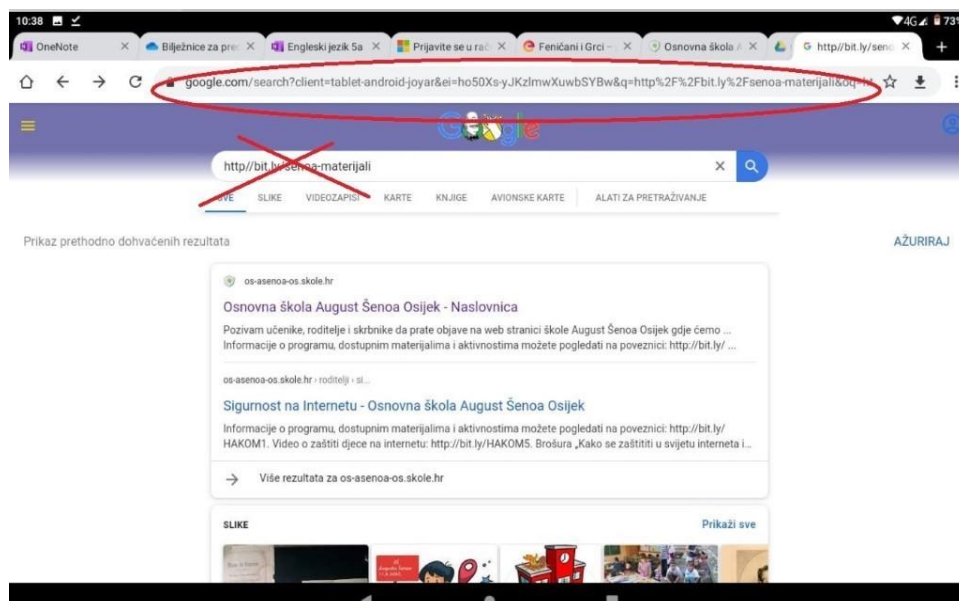 10:38 4G 73%
OneNote Bilježnice za pre Engleski jezik 5a Prijavite se u rač Feničani i Grci - Osnovna škola A G http//bit.ly/seno
google.com/search?client=tablet-android-joyar&ei=ho50Xs-yJKzlmwXuwbSYBw&q=http%2F%2Fbit.ly%2Fsenoa-materijali&oq=ht
Google
http//bit.ly/senoa-materijali
SVE SLIKE VIDEOZAPISI KARTE KNJIGE AVIONSKE KARTE ALATI ZA PRETRAŽIVANJE
Prikaz prethodno dohvaćenih rezultata AŽURIRAJ
os-asenoa-os.skole.hr
Osnovna škola August Šenoa Osijek - Naslovnica
Pozivam učenike, roditelje i skrbnike da prate objave na web stranici škole August Šenoa Osijek gdje ćemo ...
Informacije o programu, dostupnim materijalima i aktivnostima možete pogledati na poveznici: http://bit.ly/ ...
os-asenoa-os.skole.hr › roditelji › si...
Sigurnost na Internetu - Osnovna škola August Šenoa Osijek
Informacije o programu, dostupnim materijalima i aktivnostima možete pogledati na poveznici: http://bit.ly/
HAKOM1. Video o zaštiti djece na internetu: http://bit.ly/HAKOM5. Brošura „Kako se zaštititi u svijetu interneta i...
Više rezultata za os-asenoa-os.skole.hr
SLIKE Prikaži sve